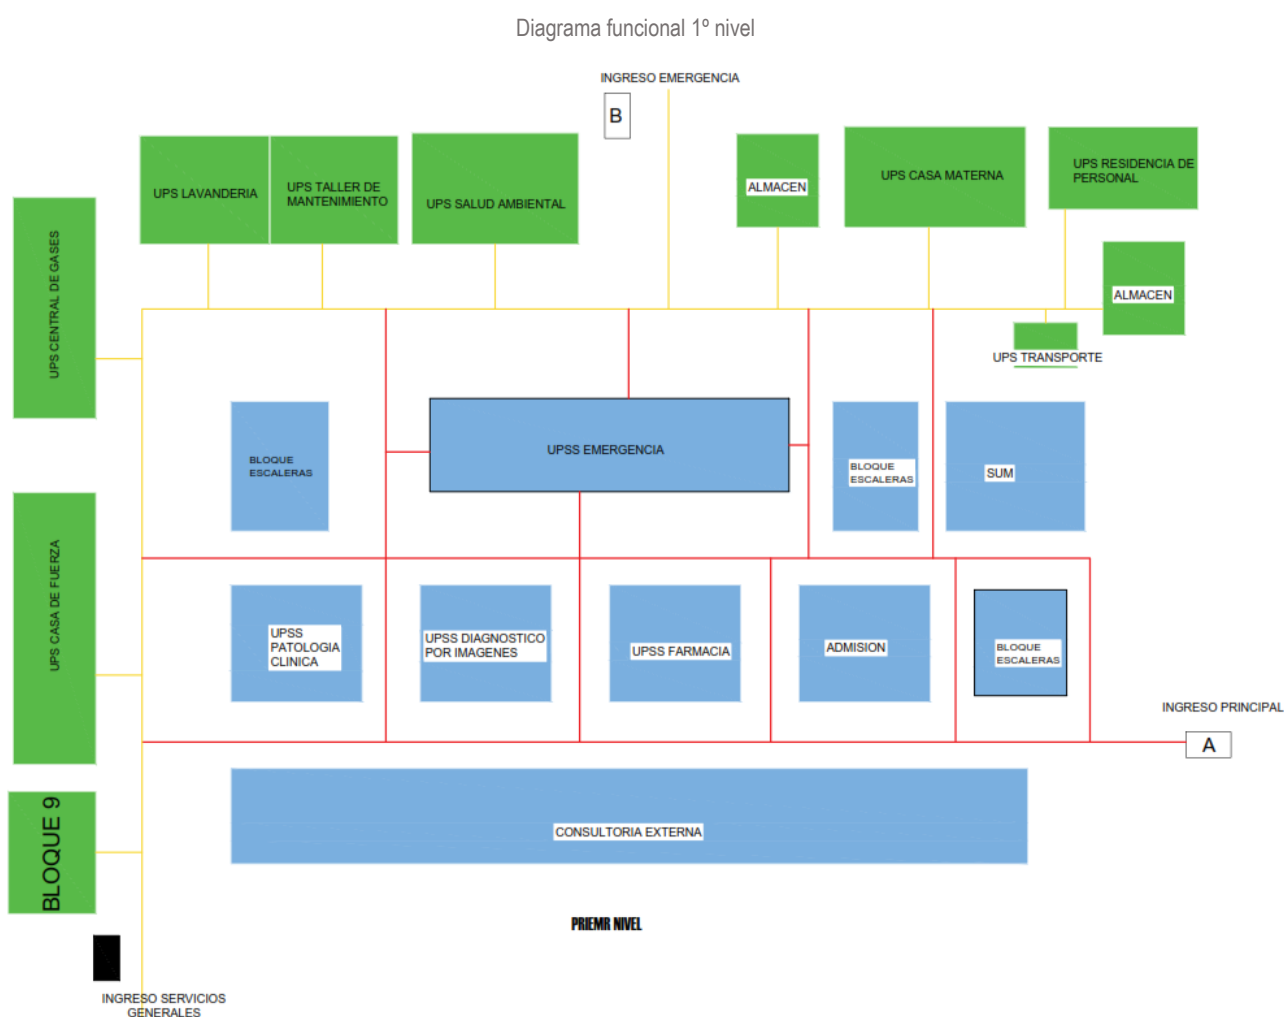 Diagrama funcional 1º nivel
INGRESO EMERGENCIA
B
UPS LAVANDERIA
UPS TALLER DE
MANTENIMIENTO
UPS SALUD AMBIENTAL
ALMACEN
UPS CASA MATERNA
UPS RESIDENCIA DE
PERSONAL
UPS CENTRAL DE GASES
ALMACEN
UPS TRANSPORTE
BLOQUE
ESCALERAS
UPSS EMERGENCIA
BLOQUE
ESCALERAS
SUM
UPS CASA DE FUERZA
UPSS
PATOLOGIA
CLINICA
UPSS DIAGNOSTICO
POR IMAGENES
UPSS FARMACIA
ADMISION
BLOQUE
ESCALERAS
INGRESO PRINCIPAL
A
BLOQUE 9
CONSULTORIA EXTERNA
PRIEMR NIVEL
INGRESO SERVICIOS
GENERALES